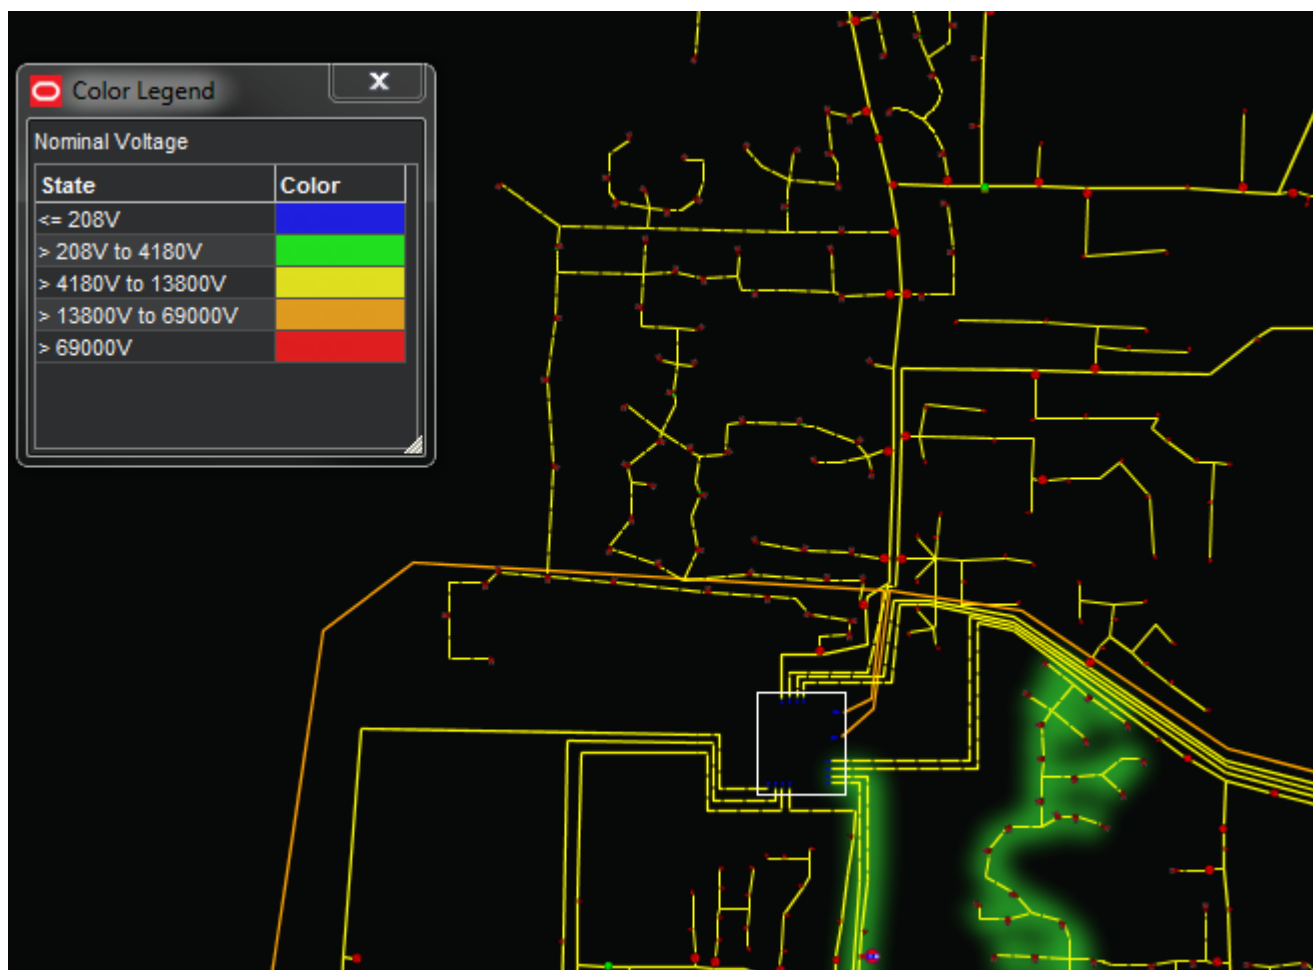 Color Legend
X
Nominal Voltage
State Color
<= 208V
> 208V to 4180V
> 4180V to 13800V
> 13800V to 69000V
> 69000V